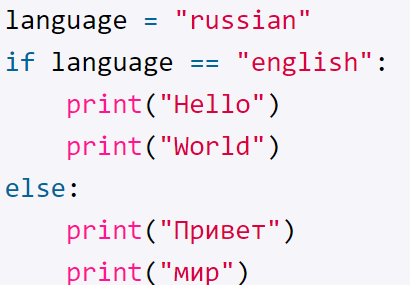 language = "russian"
if language == "english":
    print("Hello")
    print("World")
else:
    print("Привет")
    print("мир")